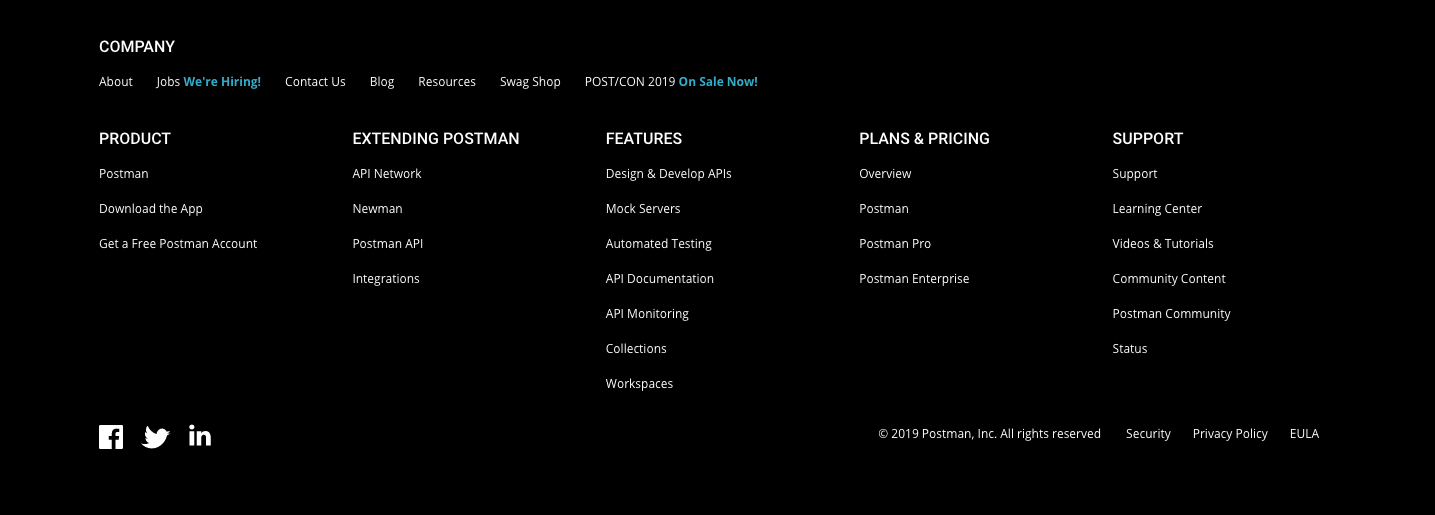 COMPANY
About Jobs We're Hiring! Contact Us Blog Resources Swag Shop POST/CON 2019 On Sale Now!
PRODUCT
Postman
Download the App
Get a Free Postman Account
EXTENDING POSTMAN
API Network
Newman
Postman API
Integrations
FEATURES
Design & Develop APIs
Mock Servers
Automated Testing
API Documentation
API Monitoring
Collections
Workspaces
PLANS & PRICING
Overview
Postman
Postman Pro
Postman Enterprise
SUPPORT
Support
Learning Center
Videos & Tutorials
Community Content
Postman Community
Status
© 2019 Postman, Inc. All rights reserved Security Privacy Policy EULA